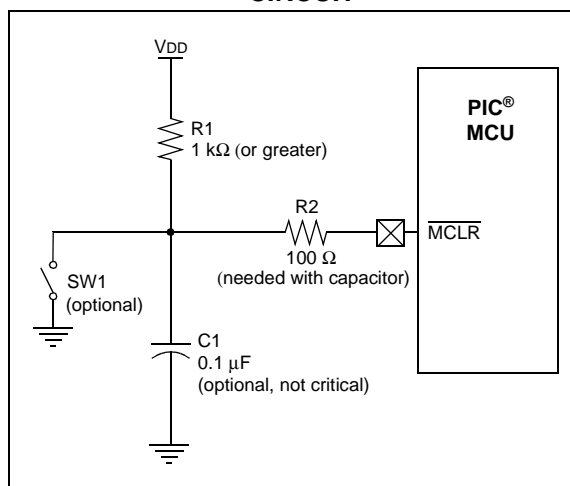 VDD
PIC®
MCU
R1
1 kΩ (or greater)
R2
MCLR
100 Ω
(needed with capacitor)
SW1
(optional)
C1
0.1 μF
(optional, not critical)